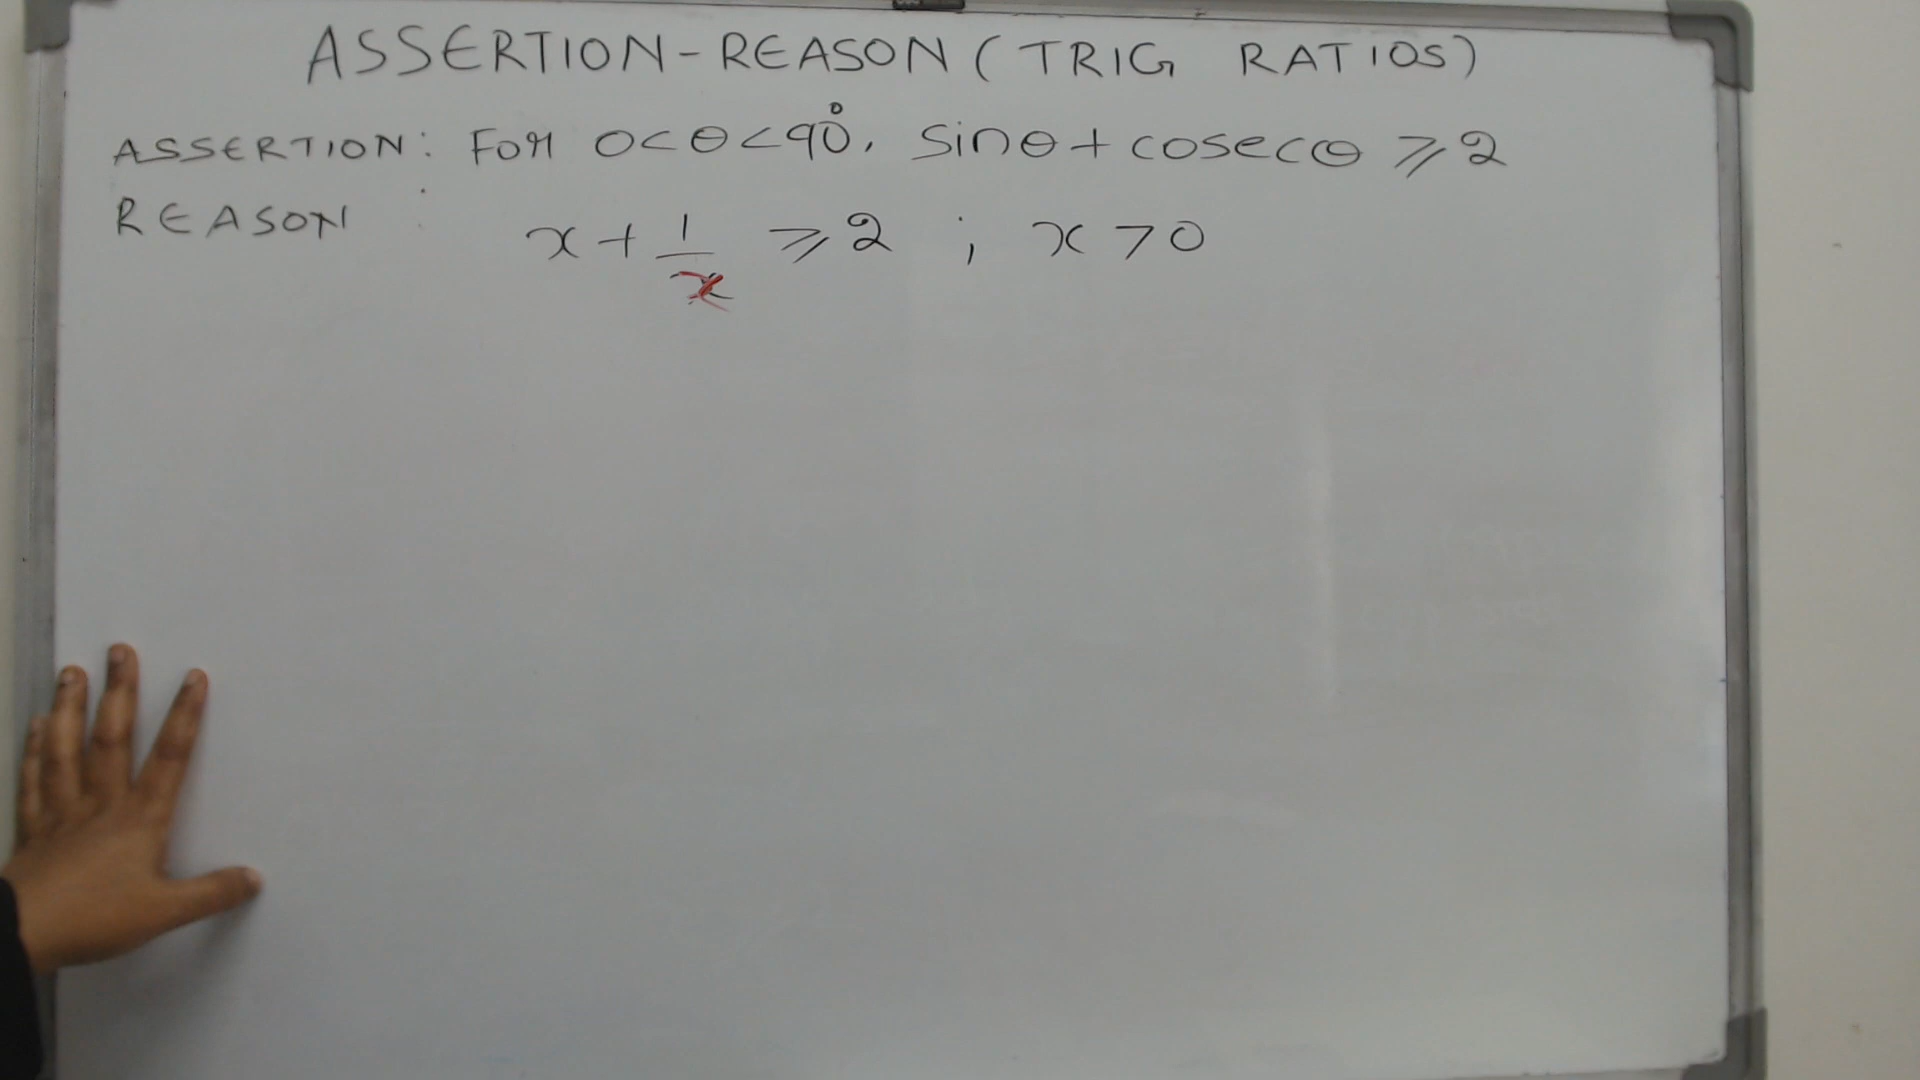 ASSERTION-REASON (TRIG RATIOS)
ASSERTION: FOR 0<θ<90°, sinθ + cosecθ ⩾ 2
REASON : x + 1/x ⩾ 2 ; x > 0